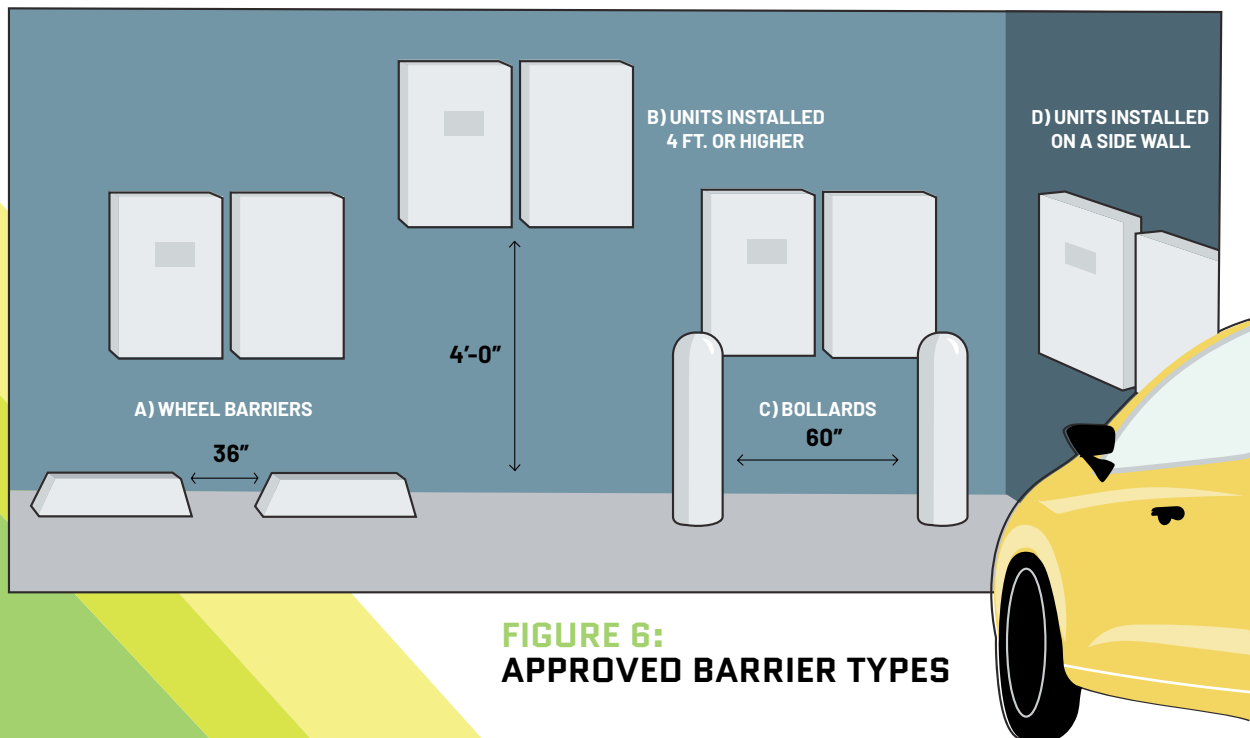 B) UNITS INSTALLED
4 FT. OR HIGHER
D) UNITS INSTALLED
ON A SIDE WALL
4’-0”
A) WHEEL BARRIERS
36”
C) BOLLARDS
60”
FIGURE 6:
APPROVED BARRIER TYPES